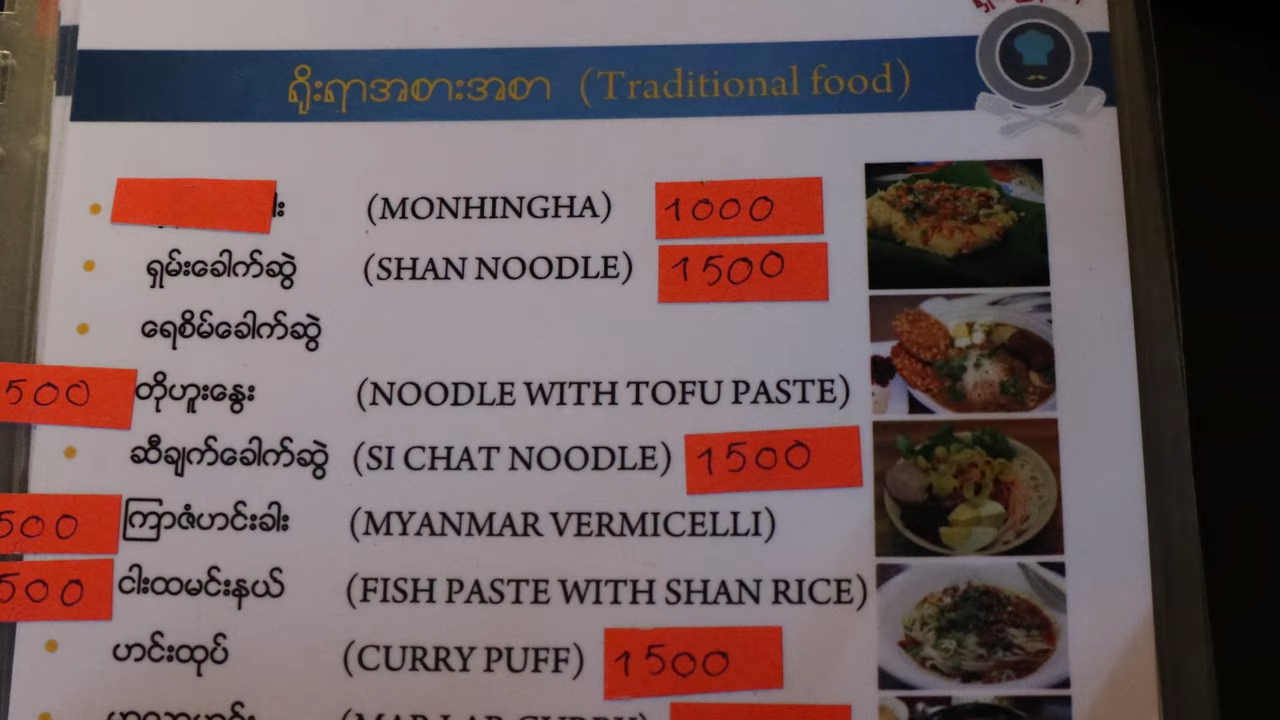 ရိုးရာအစားအစာ (Traditional food)
(MONHINGHA) 1000
ရှမ်းခေါက်ဆွဲ (SHAN NOODLE) 1500
ရေစိမ်ခေါက်ဆွဲ
500 တိုဟူးနွေး (NOODLE WITH TOFU PASTE)
ဆီချက်ခေါက်ဆွဲ (SI CHAT NOODLE) 1500
500 ကြာဇံဟင်းခါး (MYANMAR VERMICELLI)
500 ငါးထမင်းနယ် (FISH PASTE WITH SHAN RICE)
ဟင်းထုပ် (CURRY PUFF) 1500